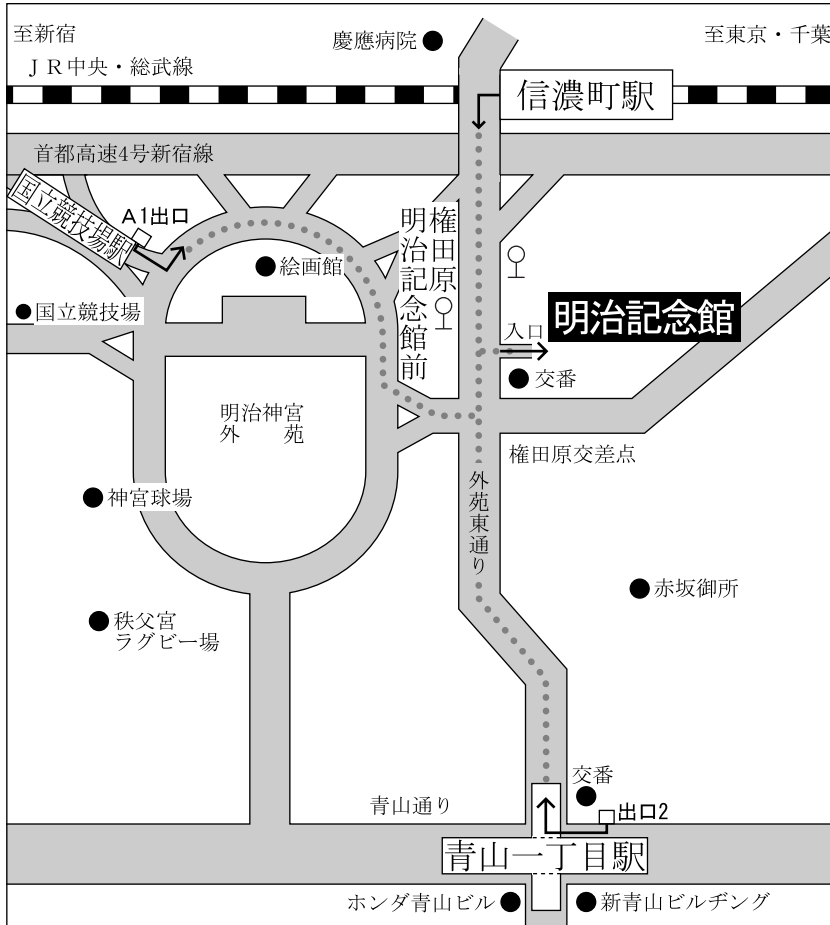 至新宿
慶應病院
至東京・千葉
ＪＲ中央・総武線
信濃町駅
首都高速4号新宿線
国立競技場駅
A1出口
絵画館
権田原
明治記念館前
国立競技場
入口
明治記念館
交番
明治神宮
外　苑
権田原交差点
外苑東通り
神宮球場
赤坂御所
秩父宮
ラグビー場
交番
青山通り
出口2
青山一丁目駅
ホンダ青山ビル
新青山ビルヂング